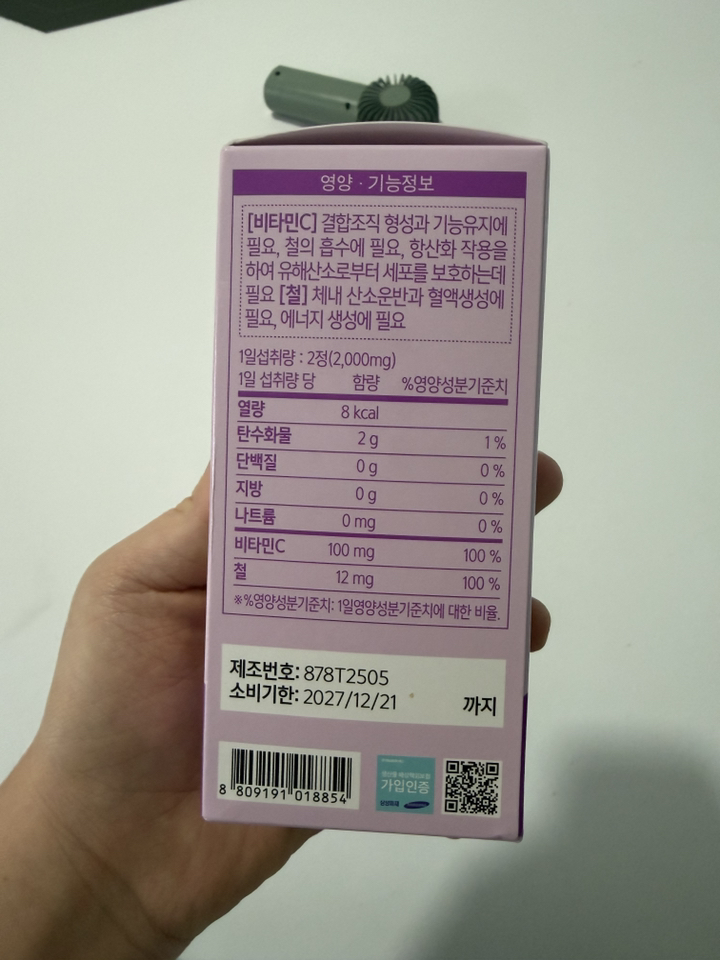 영양 · 기능정보
[비타민C] 결합조직 형성과 기능유지에
필요, 철의 흡수에 필요, 항산화 작용을
하여 유해산소로부터 세포를 보호하는데
필요 [철] 체내 산소운반과 혈액생성에
필요, 에너지 생성에 필요
1일섭취량 : 2정(2,000mg)
1일 섭취량 당 함량 %영양성분기준치
열량 8 kcal
탄수화물 2 g 1 %
단백질 0 g 0 %
지방 0 g 0 %
나트륨 0 mg 0 %
비타민C 100 mg 100 %
철 12 mg 100 %
※%영양성분기준치: 1일영양성분기준치에 대한 비율.
제조번호: 878T2505
소비기한: 2027/12/21 까지
8 809191 018854
가입인증
삼성화재 SAMSUNG